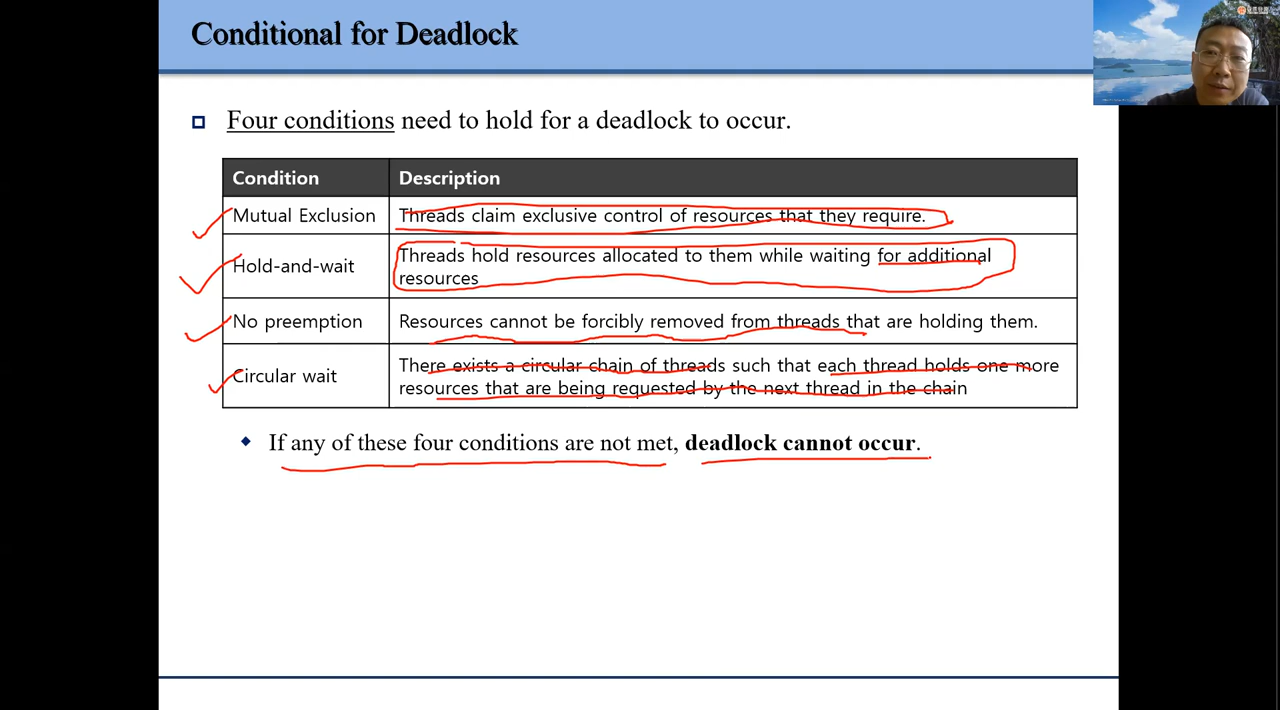 Conditional for Deadlock
Four conditions need to hold for a deadlock to occur.
Condition Description
Mutual Exclusion Threads claim exclusive control of resources that they require.
Hold-and-wait Threads hold resources allocated to them while waiting for additional
resources
No preemption Resources cannot be forcibly removed from threads that are holding them.
Circular wait There exists a circular chain of threads such that each thread holds one more
resources that are being requested by the next thread in the chain
If any of these four conditions are not met, deadlock cannot occur.